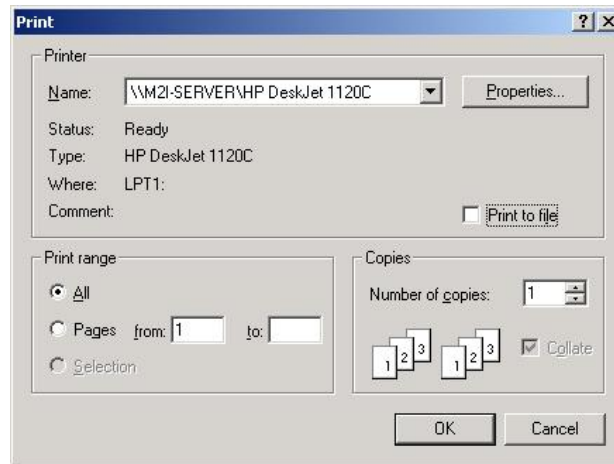 Print
Printer
Name: \\M2I-SERVER\HP DeskJet 1120C Properties...
Status: Ready
Type: HP DeskJet 1120C
Where: LPT1:
Comment: Print to file
Print range
All
Pages from: 1 to:
Selection
Copies
Number of copies: 1
1 2 3 1 2 3 Collate
OK Cancel